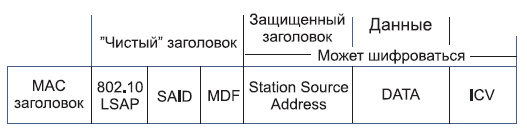 "Чистый" заголовок
Защищенный
заголовок
Данные
Может шифроваться
MAC
заголовок
802.10
LSAP
SAID
MDF
Station Source
Address
DATA
ICV